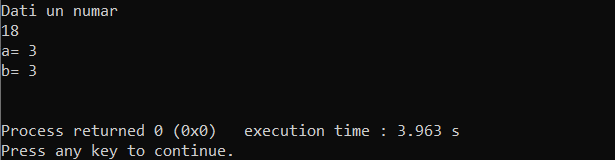 Dati un numar
18
a= 3
b= 3
Process returned 0 (0x0)   execution time : 3.963 s
Press any key to continue.